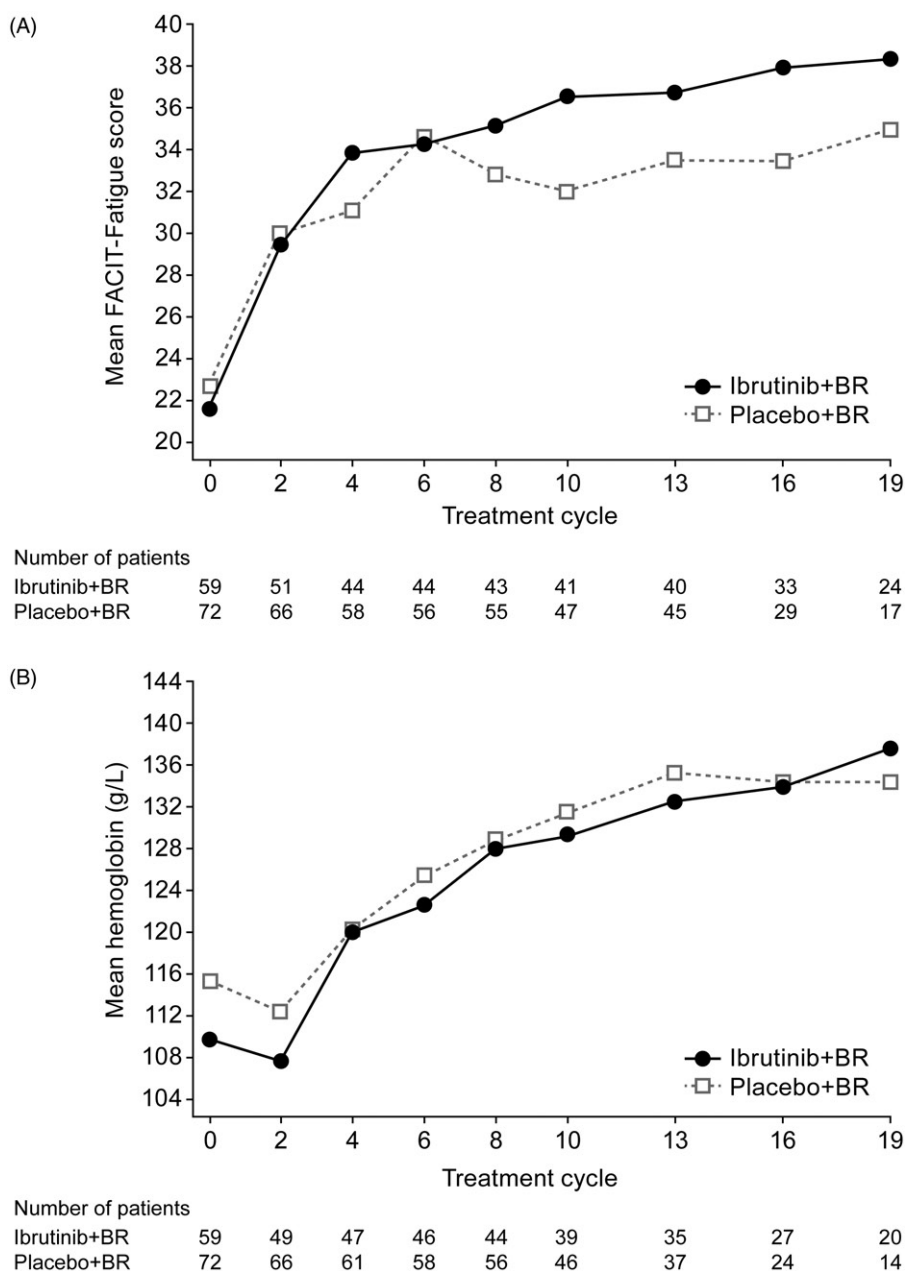 (A)
40
38
36
34
32
30
28
26
24
22
20
Mean FACIT-Fatigue score
Ibrutinib+BR
Placebo+BR
0 2 4 6 8 10 13 16 19
Treatment cycle
Number of patients
Ibrutinib+BR 59 51 44 44 43 41 40 33 24
Placebo+BR 72 66 58 56 55 47 45 29 17
(B)
144
140
136
132
128
124
120
116
112
108
104
Mean hemoglobin (g/L)
Ibrutinib+BR
Placebo+BR
0 2 4 6 8 10 13 16 19
Treatment cycle
Number of patients
Ibrutinib+BR 59 49 47 46 44 39 35 27 20
Placebo+BR 72 66 61 58 56 46 37 24 14